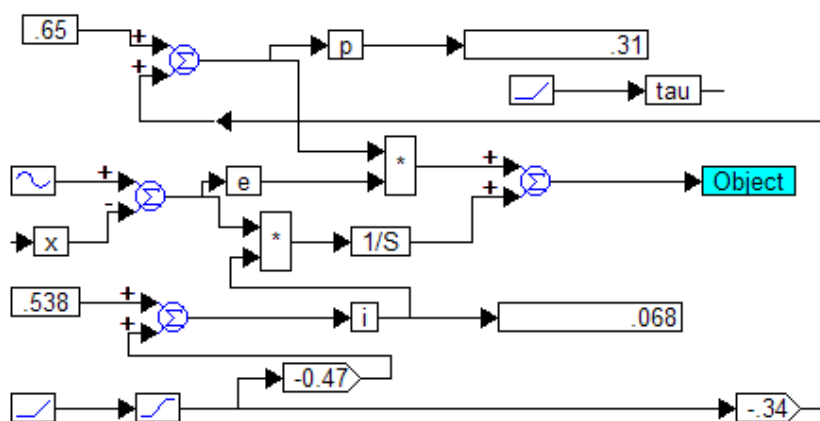 .65
+
Σ
+
p
.31
tau
+
Σ
-
e
*
+
Σ
+
Object
x
*
1/S
.538
+
Σ
+
i
.068
-0.47
-.34